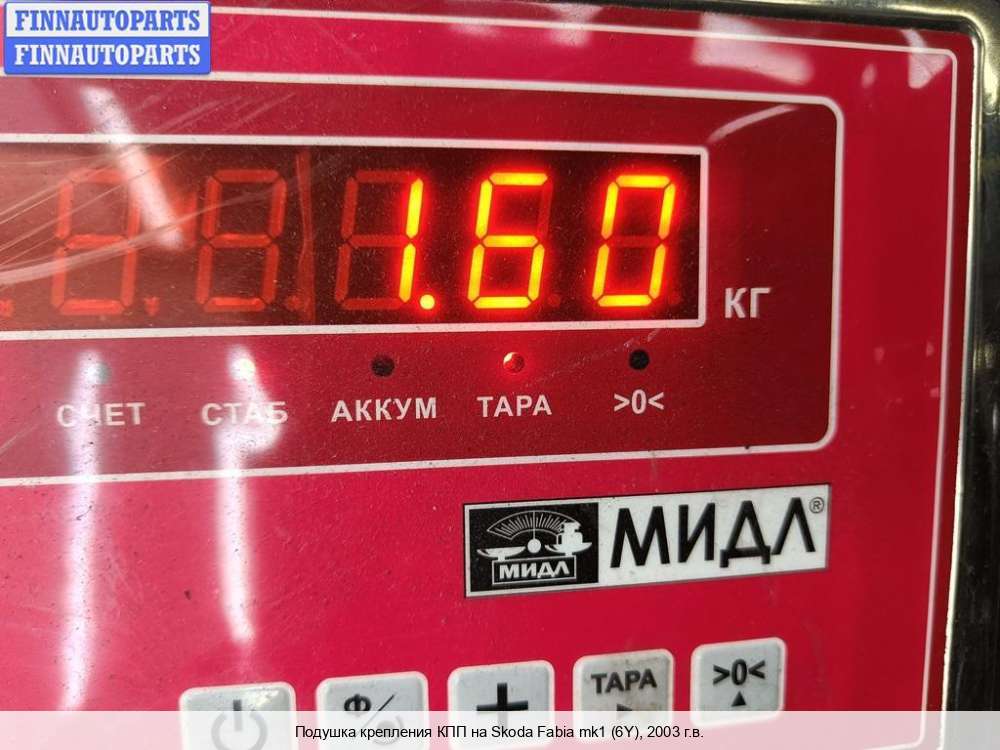 FINNAUTOPARTS
FINNAUTOPARTS
1.60
КГ
СЧЕТ СТАБ АККУМ ТАРА >0<
МИДЛ МИДЛ®
Ф + ТАРА >0<
Подушка крепления КПП на Skoda Fabia mk1 (6Y), 2003 г.в.